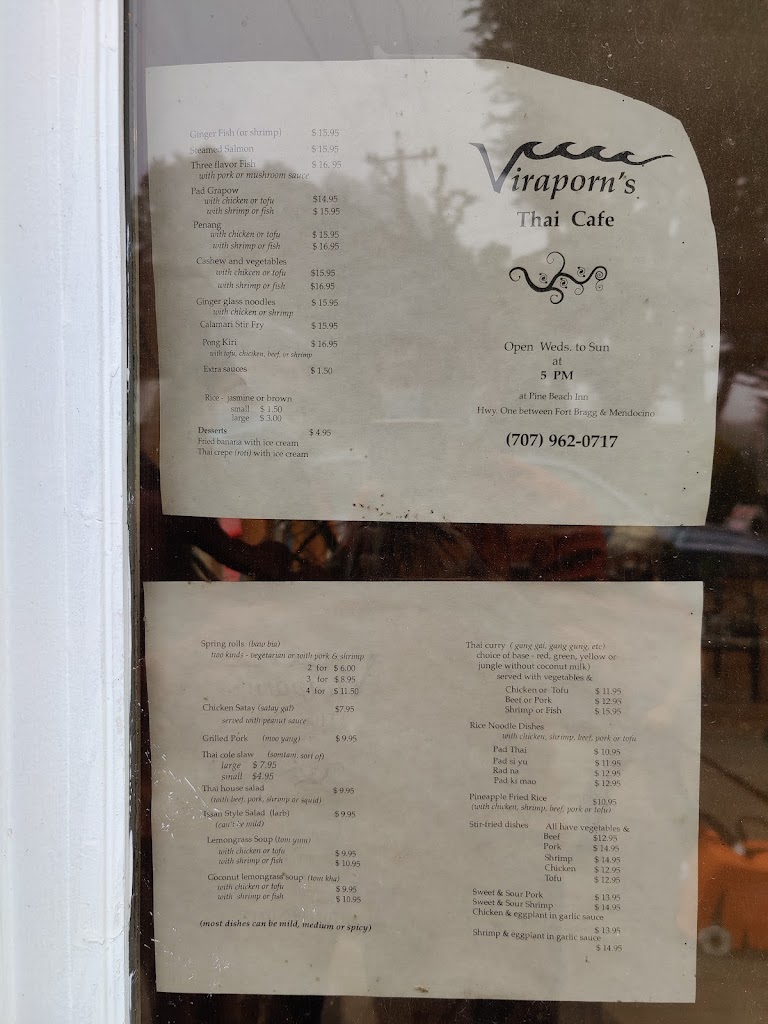 Ginger Fish (or shrimp) $ 15.95
Steamed Salmon $ 15.95
Three flavor Fish $ 16.95
with pork or mushroom sauce
Pad Grapow
with chicken or tofu $14.95
with shrimp or fish $ 15.95
Penang
with chicken or tofu $ 15.95
with shrimp or fish $ 16.95
Cashew and vegetables
with chikcen or tofu $15.95
with shrimp or fish $16.95
Ginger glass noodles $ 15.95
with chicken or shrimp
Calamari Stir Fry $ 15.95
Pong Kiri $ 16.95
with tofu, chicken, beef, or shrimp
Extra sauces $ 1.50
Rice - jasmine or brown
small $ 1.50
large $ 3.00
Desserts $ 4.95
Fried banana with ice cream
Thai crepe (roti) with ice cream
Viraporn's
Thai Cafe
Open Weds. to Sun
at
5 PM
at Pine Beach Inn
Hwy. One between Fort Bragg & Mendocino
(707) 962-0717
Spring rolls (baw bia)
two kinds - vegetarian or with pork & shrimp
2 for $ 6.00
3 for $ 8.95
4 for $ 11.50
Chicken Satay (satay gai) $7.95
served with peanut sauce
Grilled Pork (moo yang) $ 9.95
Thai cole slaw (somtam, sort of)
large $ 7.95
small $4.95
Thai house salad $ 9.95
(with beef, pork, shrimp or squid)
Issan Style Salad (larb) $ 9.95
(can't be mild)
Lemongrass Soup (tom yum)
with chicken or tofu $ 9.95
with shrimp or fish $ 10.95
Coconut lemongrass soup (tom kha)
with chicken or tofu $ 9.95
with shrimp or fish $ 10.95
(most dishes can be mild, medium or spicy)
Thai curry (gang gai, gang gung, etc)
choice of base - red, green, yellow or
jungle without coconut milk)
served with vegetables &
Chicken or Tofu $ 11.95
Beef or Pork $ 12.95
Shrimp or Fish $ 15.95
Rice Noodle Dishes
with chicken, shrimp, beef, pork or tofu
Pad Thai $ 10.95
Pad si yu $ 11.95
Rad na $ 12.95
Pad ki mao $ 12.95
Pineapple Fried Rice $10.95
(with chicken, shrimp, beef, pork or tofu)
Stir-fried dishes All have vegetables &
Beef $12.95
Pork $ 14.95
Shrimp $ 14.95
Chicken $ 12.95
Tofu $ 12.95
Sweet & Sour Pork $ 13.95
Sweet & Sour Shrimp $ 14.95
Chicken & eggplant in garlic sauce
$ 13.95
Shrimp & eggplant in garlic sauce
$ 14.95